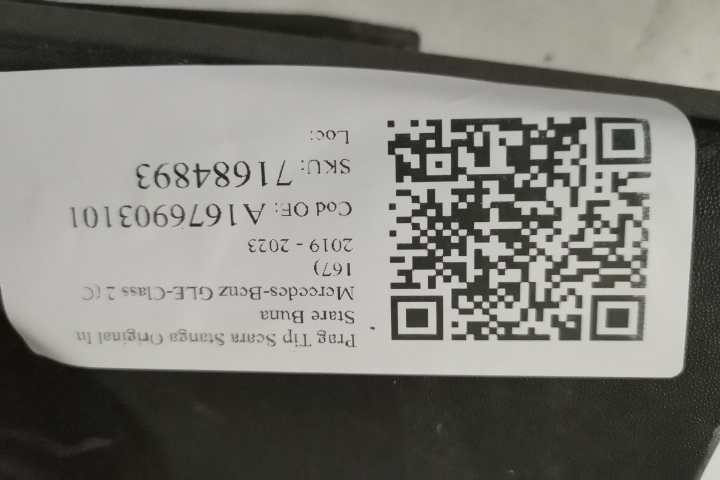 Prag Tip Scara Stanga Original In
Stare Buna
Mercedes-Benz GLE-Class 2 (C
167)
2019 - 2023
Cod OE: A1676903101
SKU: 71684893
Loc: